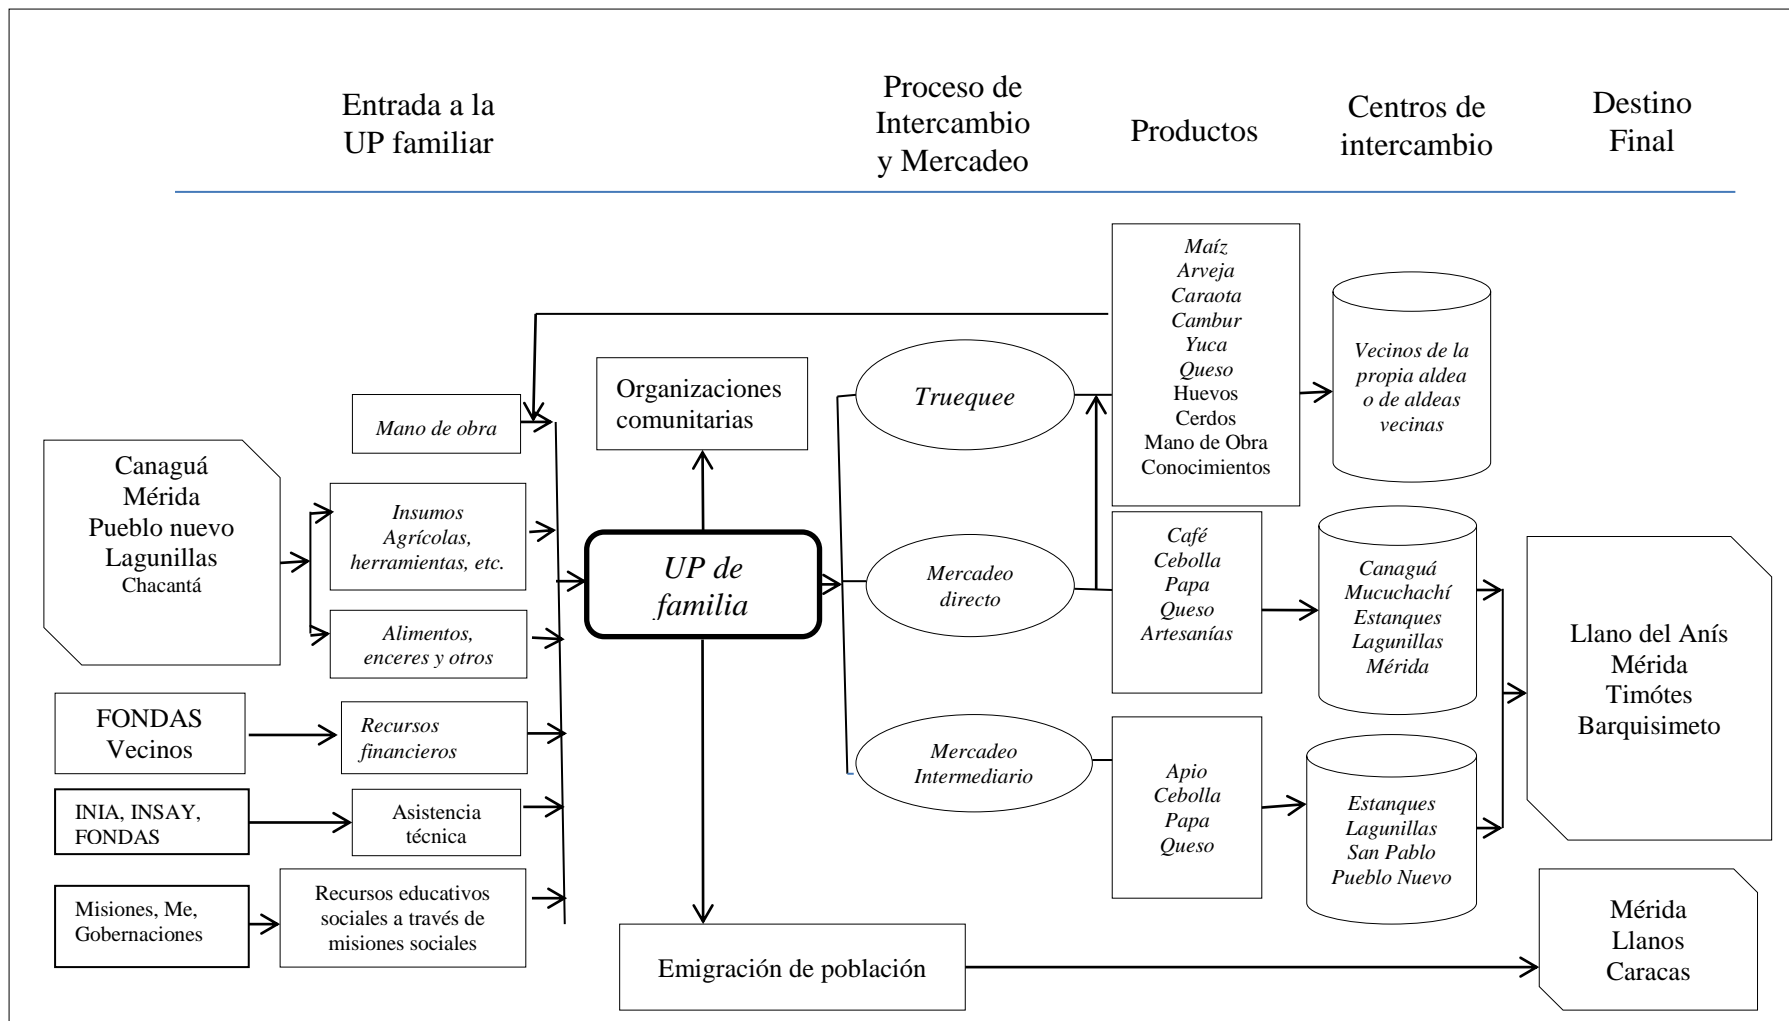 Entrada a la
UP familiar
Proceso de
Intercambio
y Mercadeo
Productos
Centros de
intercambio
Destino
Final
Mano de obra
Canaguá
Mérida
Pueblo nuevo
Lagunillas
Chacantá
Insumos
Agrícolas,
herramientas, etc.
Alimentos,
enceres y otros
FONDAS
Vecinos
Recursos
financieros
INIA, INSAY,
FONDAS
Asistencia
técnica
Misiones, Me,
Gobernaciones
Recursos educativos
sociales a través de
misiones sociales
Organizaciones
comunitarias
UP de
familia
Emigración de población
Truequee
Mercadeo
directo
Mercadeo
Intermediario
Maíz
Arveja
Caraota
Cambur
Yuca
Queso
Huevos
Cerdos
Mano de Obra
Conocimientos
Café
Cebolla
Papa
Queso
Artesanías
Apio
Cebolla
Papa
Queso
Vecinos de la
propia aldea
o de aldeas
vecinas
Canaguá
Mucuchachí
Estanques
Lagunillas
Mérida
Estanques
Lagunillas
San Pablo
Pueblo Nuevo
Llano del Anís
Mérida
Timótes
Barquisimeto
Mérida
Llanos
Caracas